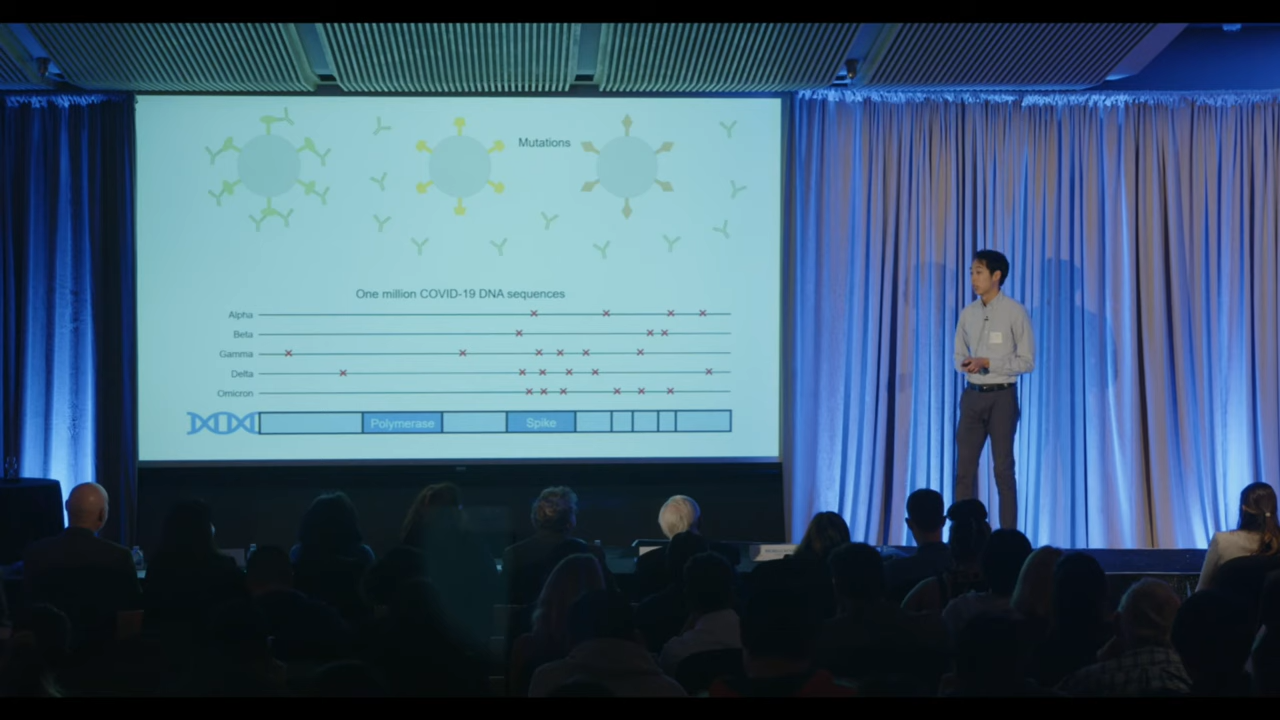 Mutations
One million COVID-19 DNA sequences
Alpha
Beta
Gamma
Delta
Omicron
Polymerase
Spike